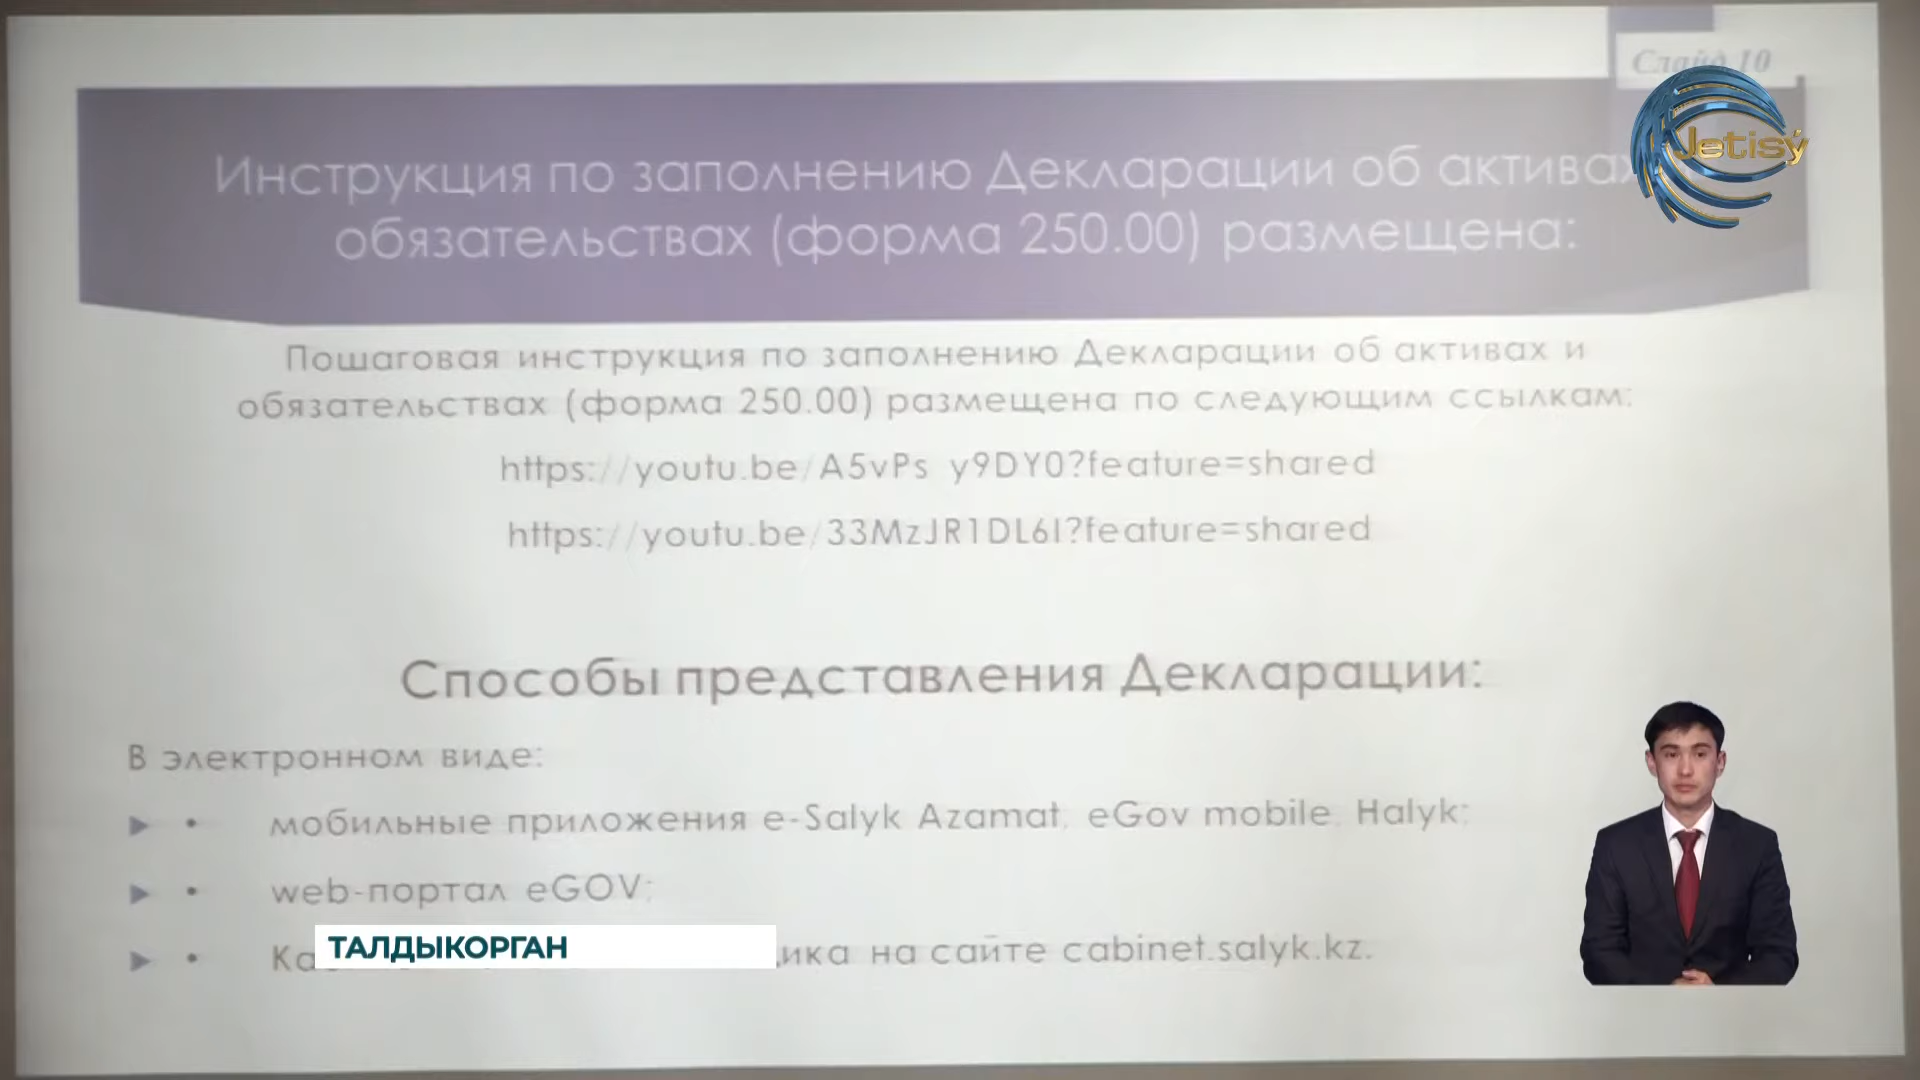 Слайд 10
Jetisý
Инструкция по заполнению Декларации об активах
обязательствах (форма 250.00) размещена:
Пошаговая инструкция по заполнению Декларации об активах и
обязательствах (форма 250.00) размещена по следующим ссылкам:
https://youtu.be/A5vPs y9DY0?feature=shared
https://youtu.be/33MzJR1DL6I?feature=shared
Способы представления Декларации:
В электронном виде:
• мобильные приложения e-Salyk Azamat, eGov mobile, Halyk;
• web-портал eGOV;
• на сайте cabinet.salyk.kz.
ТАЛДЫКОРГАН